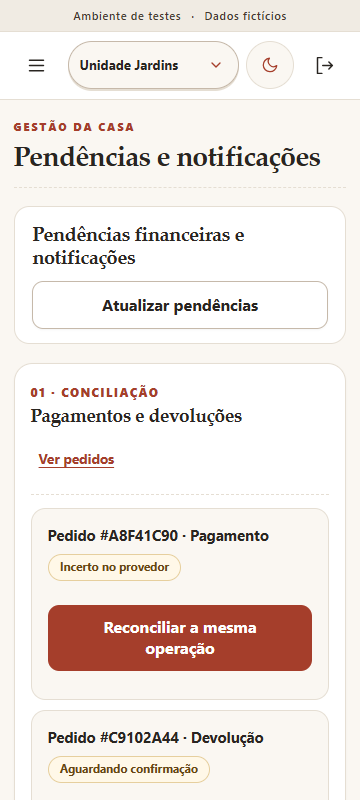 Ambiente de testes · Dados fictícios
Unidade Jardins
GESTÃO DA CASA
Pendências e notificações
Pendências financeiras e
notificações
Atualizar pendências
01 · CONCILIAÇÃO
Pagamentos e devoluções
Ver pedidos
Pedido #A8F41C90 · Pagamento
Incerto no provedor
Reconciliar a mesma
operação
Pedido #C9102A44 · Devolução
Aguardando confirmação